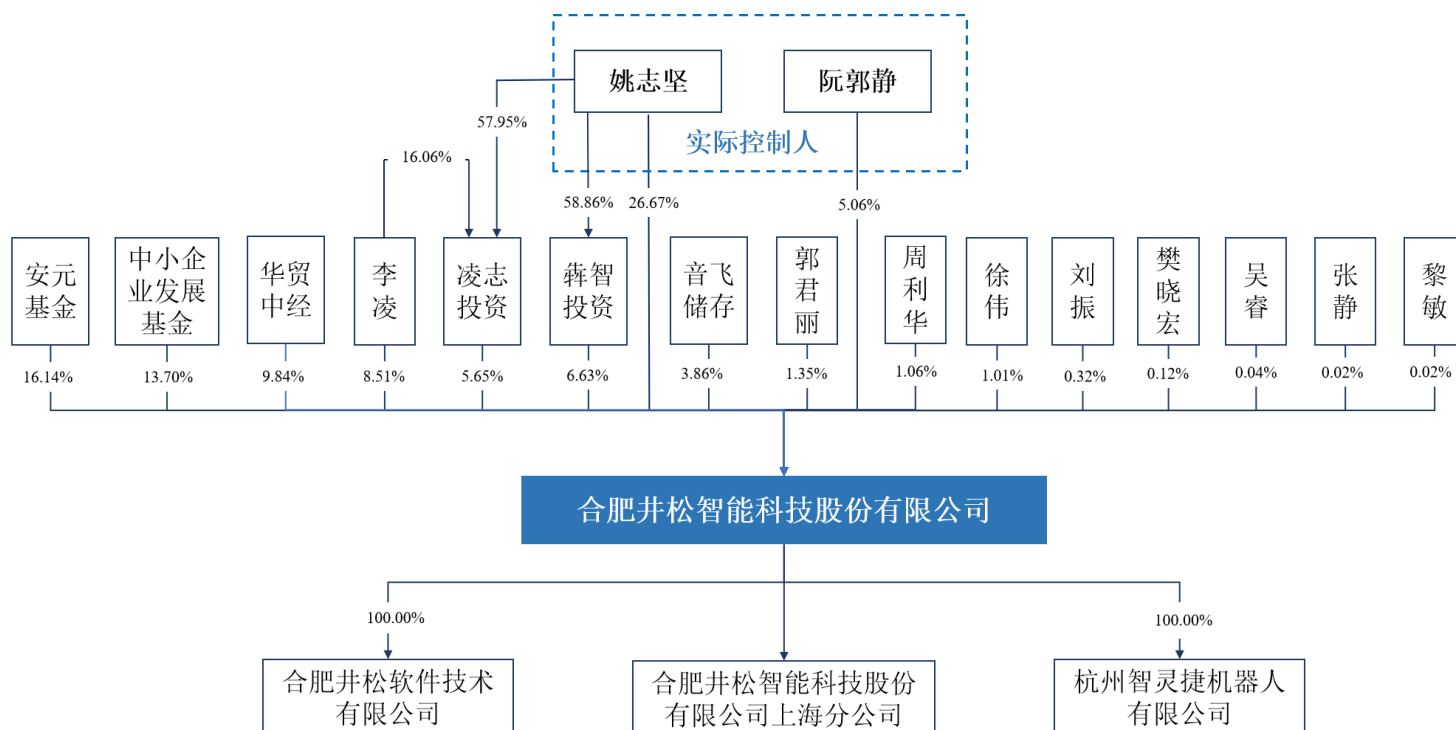 姚志坚
阮郭静
实际控制人
57.95%
16.06%
58.86%
26.67%
5.06%
安元
基金
中小企
业发展
基金
华贸
中经
李
凌
凌志
投资
犇智
投资
音飞
储存
郭
君
丽
周
利
华
徐
伟
刘
振
樊
晓
宏
吴
睿
张
静
黎
敏
16.14%
13.70%
9.84%
8.51%
5.65%
6.63%
3.86%
1.35%
1.06%
1.01%
0.32%
0.12%
0.04%
0.02%
0.02%
合肥井松智能科技股份有限公司
100.00%
100.00%
合肥井松软件技术
有限公司
合肥井松智能科技股份
有限公司上海分公司
杭州智灵捷机器人
有限公司